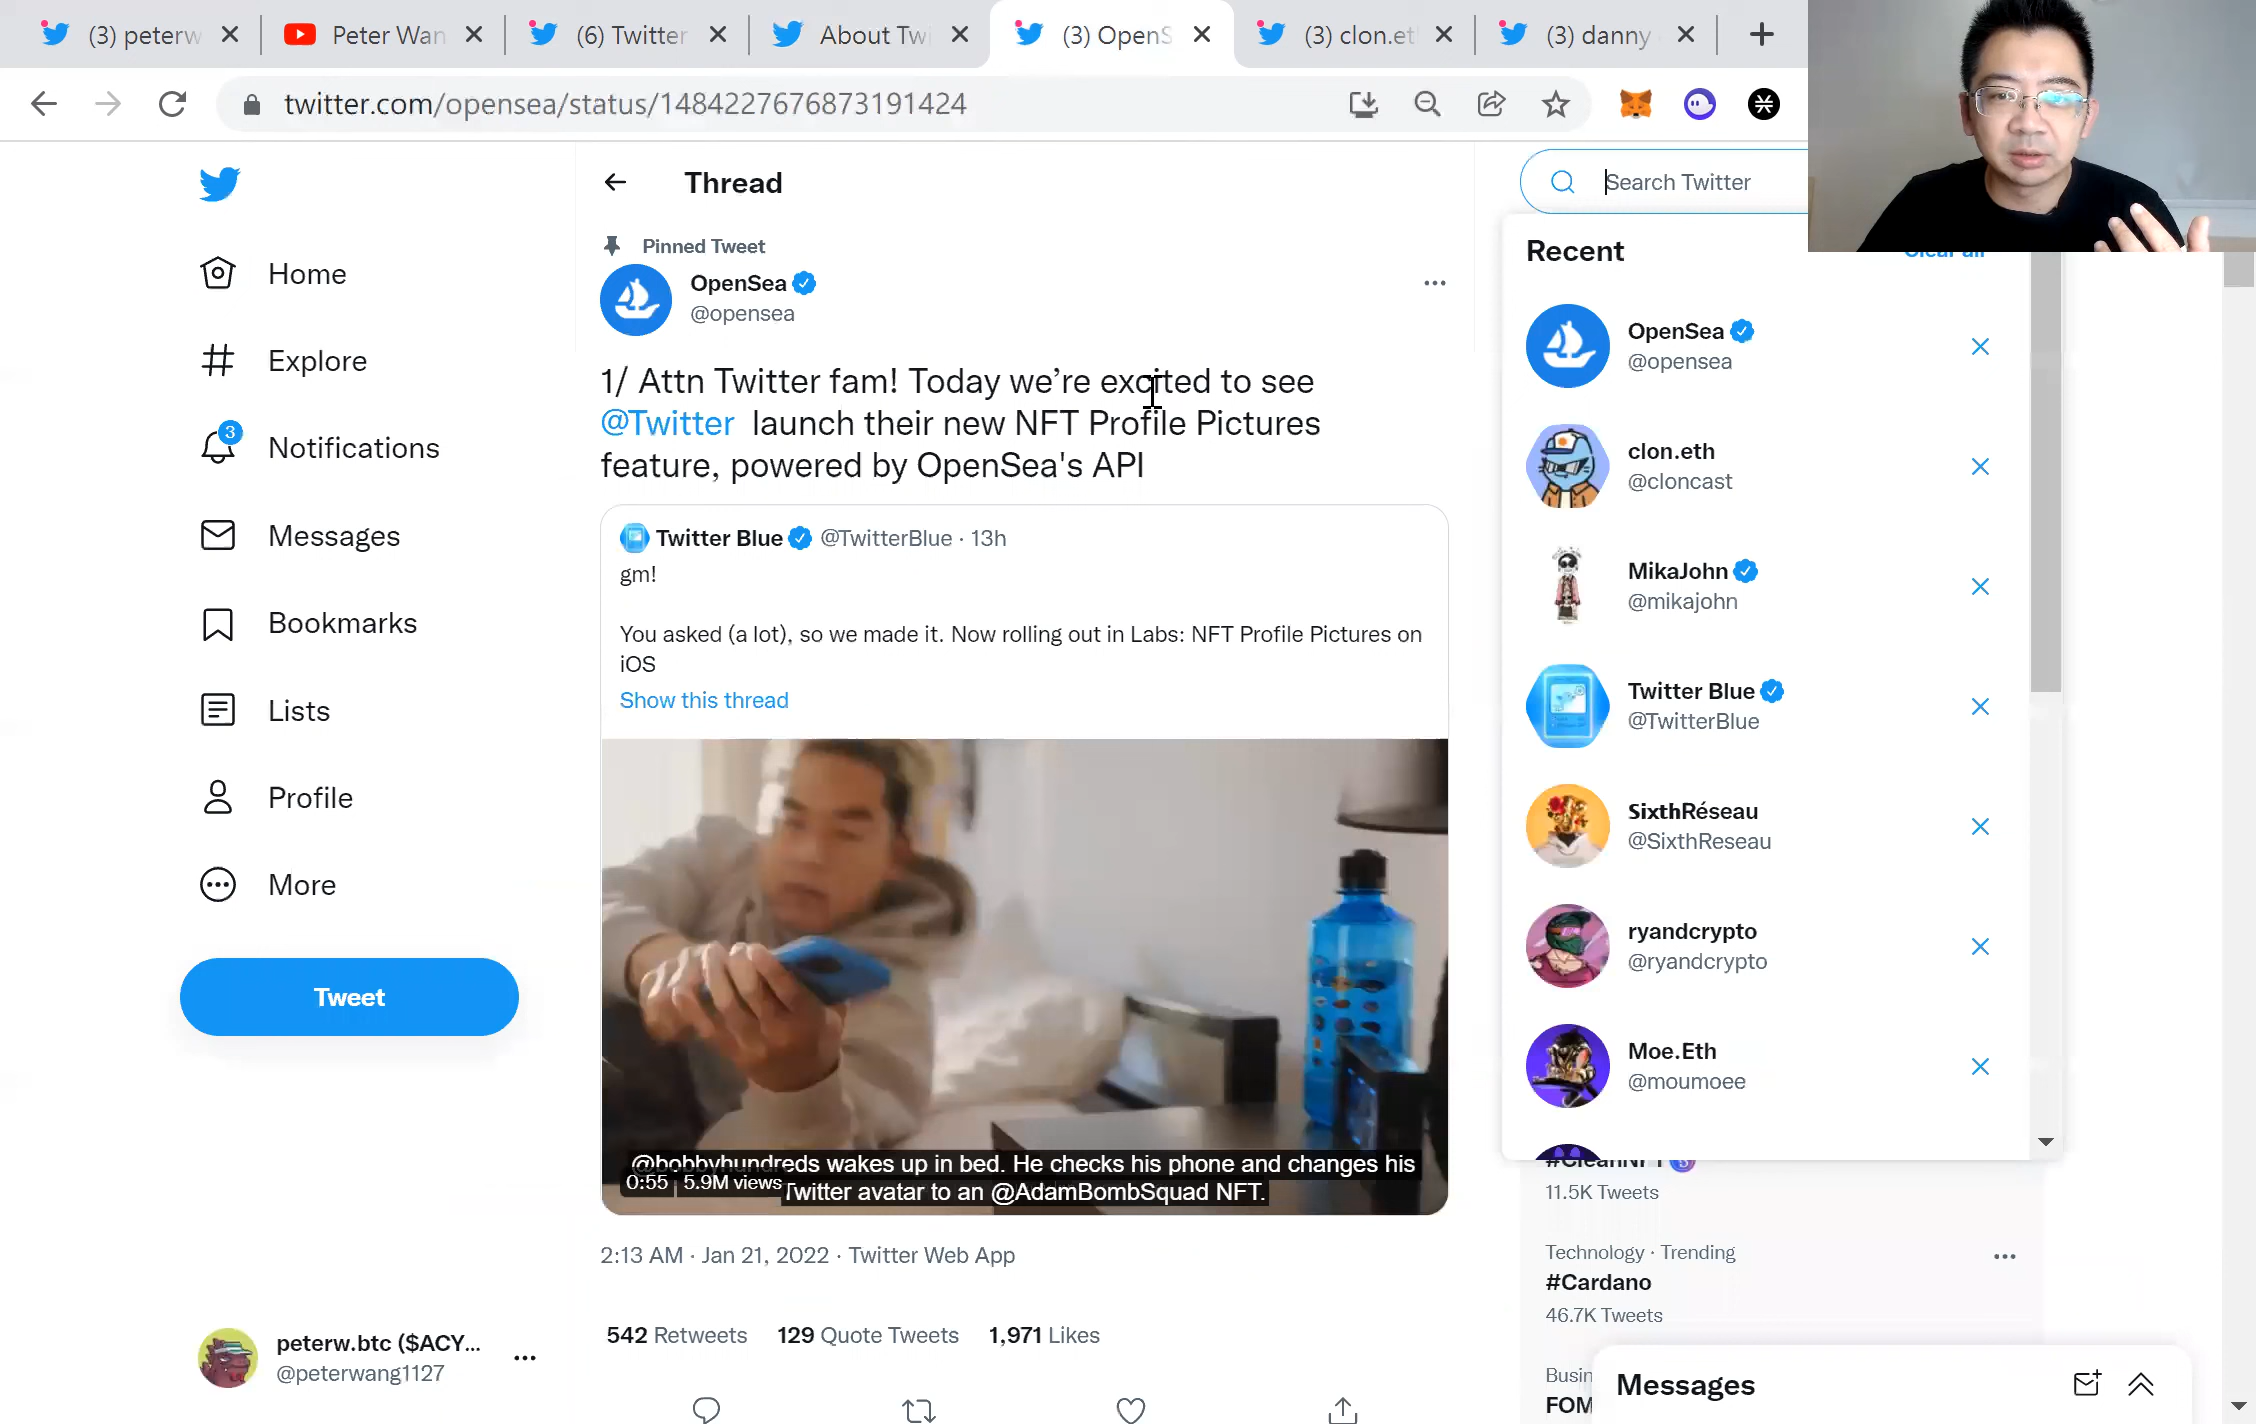 (3) peterw
Peter Wan
(6) Twitter
About Twi
(3) OpenS
(3) clon.et
(3) danny
twitter.com/opensea/status/1484227676873191424
Home
Explore
3
Notifications
Messages
Bookmarks
Lists
Profile
More
Tweet
peterw.btc ($ACY...
@peterwang1127
Thread
Pinned Tweet
OpenSea
@opensea
1/ Attn Twitter fam! Today we’re excited to see
@Twitter launch their new NFT Profile Pictures
feature, powered by OpenSea's API
Twitter Blue @TwitterBlue · 13h
gm!
You asked (a lot), so we made it. Now rolling out in Labs: NFT Profile Pictures on
iOS
Show this thread
@bobbyhundreds wakes up in bed. He checks his phone and changes his
0:55 5.9M views
Twitter avatar to an @AdamBombSquad NFT.
2:13 AM · Jan 21, 2022 · Twitter Web App
542 Retweets 129 Quote Tweets 1,971 Likes
Search Twitter
Recent
Clear all
OpenSea
@opensea
clon.eth
@cloncast
MikaJohn
@mikajohn
Twitter Blue
@TwitterBlue
SixthRéseau
@SixthReseau
ryandcrypto
@ryandcrypto
Moe.Eth
@moumoee
#CleanNFT
11.5K Tweets
Technology · Trending
#Cardano
46.7K Tweets
Busin
FOM
Messages